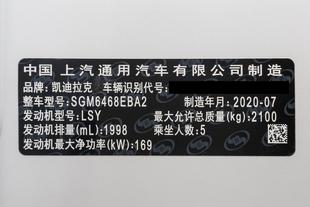 中国 上汽通用汽车有限公司制造
品牌:凯迪拉克 车辆识别代号:
整车型号:SGM6468EBA2 制造年月:2020-07
发动机型号:LSY 最大允许总质量(kg):2100
发动机排量(mL):1998 乘坐人数:5
发动机最大净功率(kW):169